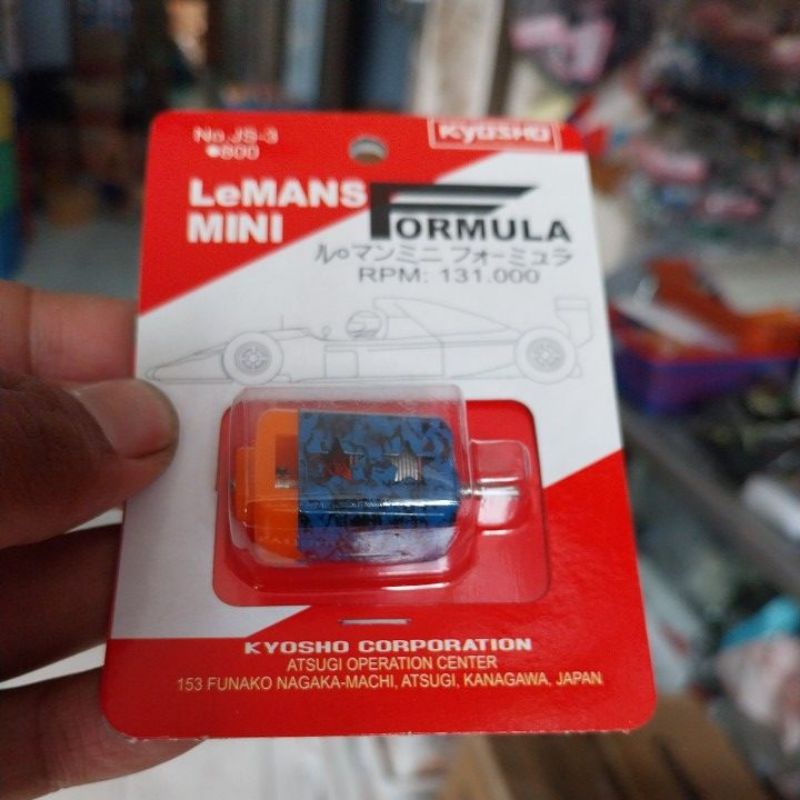 No.JS-3
●800
KYOSHO
LeMANS
MINI
FORMULA
ル。マンミニ フォーミュラ
RPM: 131.000
KYOSHO CORPORATION
ATSUGI OPERATION CENTER
153 FUNAKO NAGAKA-MACHI, ATSUGI, KANAGAWA. JAPAN